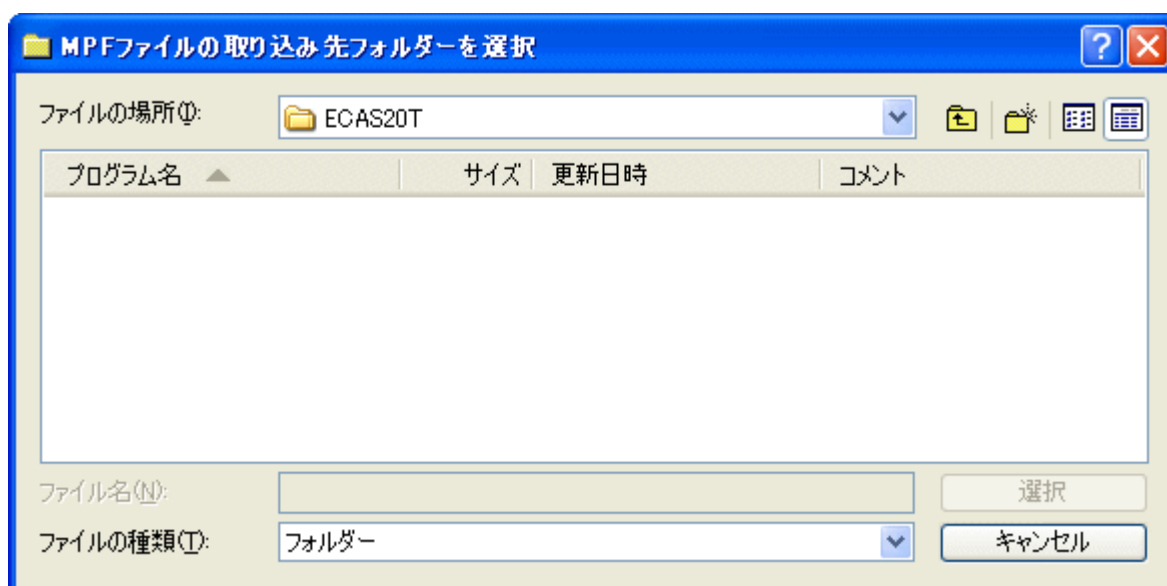 MPFファイルの取り込み先フォルダーを選択
ファイルの場所(I):
ECAS20T
プログラム名 サイズ 更新日時 コメント
ファイル名(N):
選択
ファイルの種類(T):
フォルダー
キャンセル